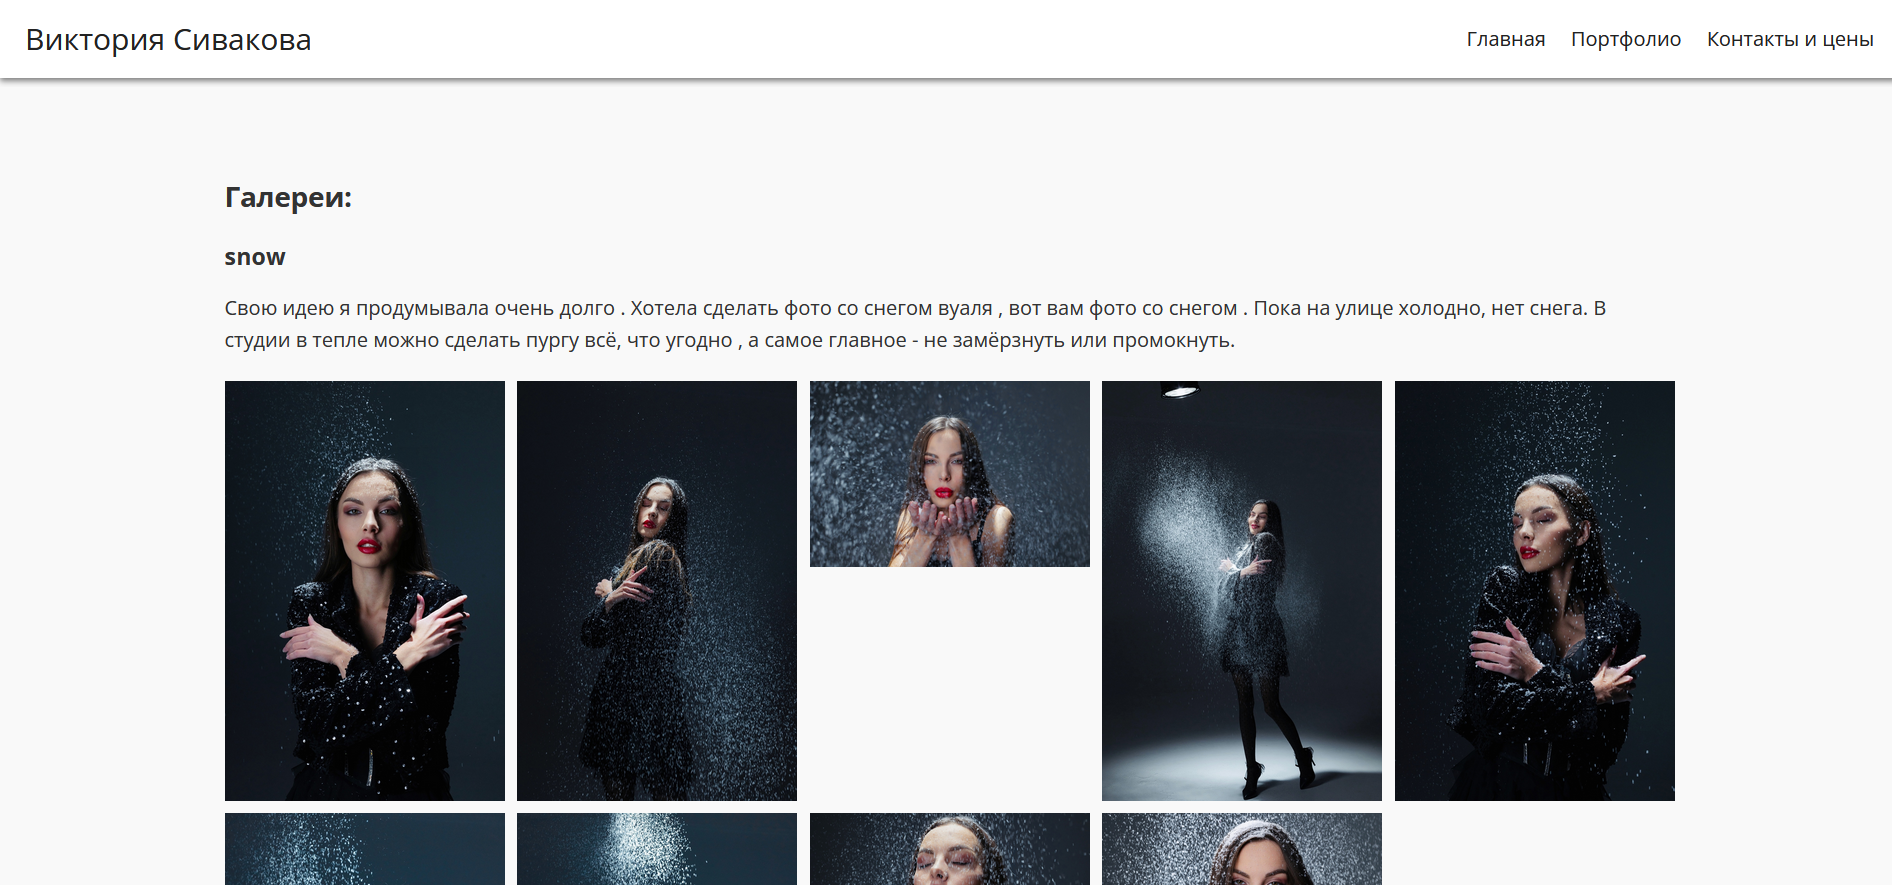 Виктория Сивакова
Главная Портфолио Контакты и цены
Галереи:
snow
Свою идею я продумывала очень долго . Хотела сделать фото со снегом вуаля , вот вам фото со снегом . Пока на улице холодно, нет снега. В
студии в тепле можно сделать пургу всё, что угодно , а самое главное - не замёрзнуть или промокнуть.